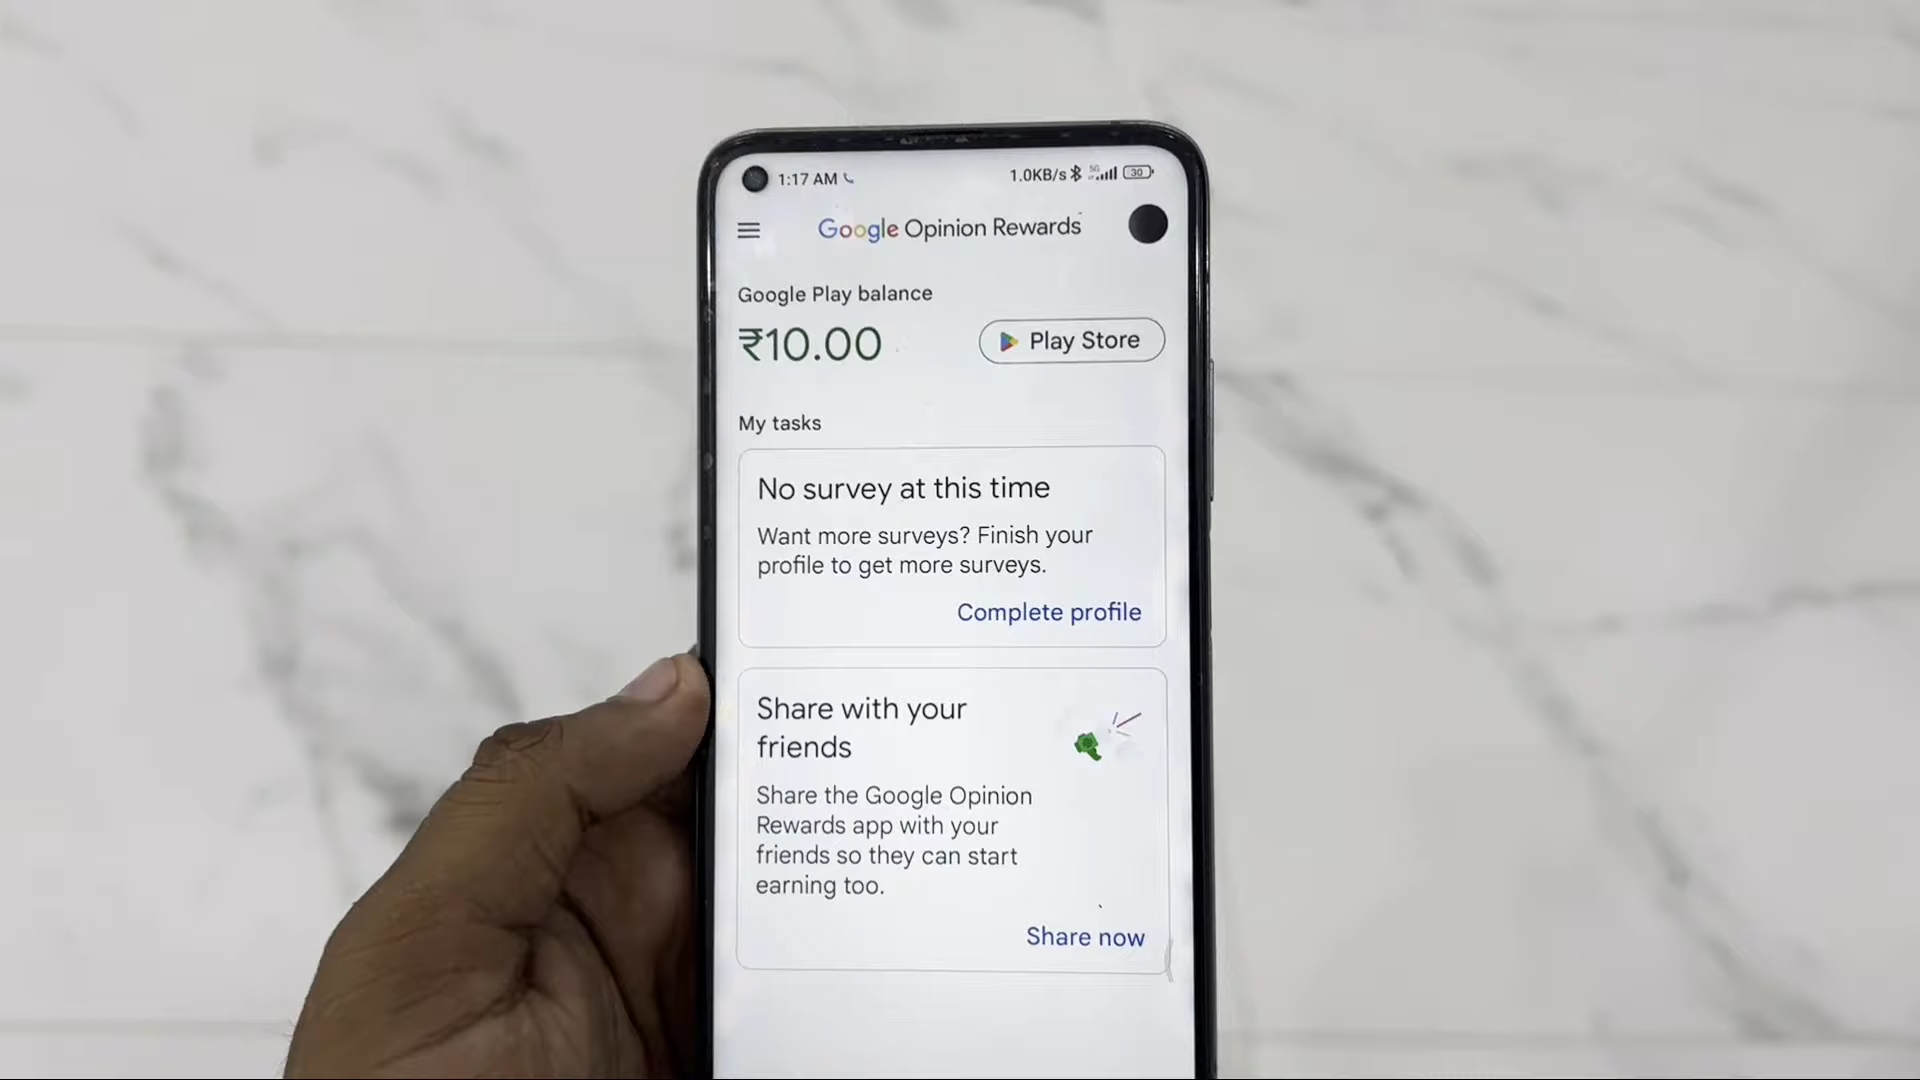 1:17 AM
1.0KB/s 5G 30
Google Opinion Rewards
Google Play balance
₹10.00
Play Store
My tasks
No survey at this time
Want more surveys? Finish your
profile to get more surveys.
Complete profile
Share with your
friends
Share the Google Opinion
Rewards app with your
friends so they can start
earning too.
Share now